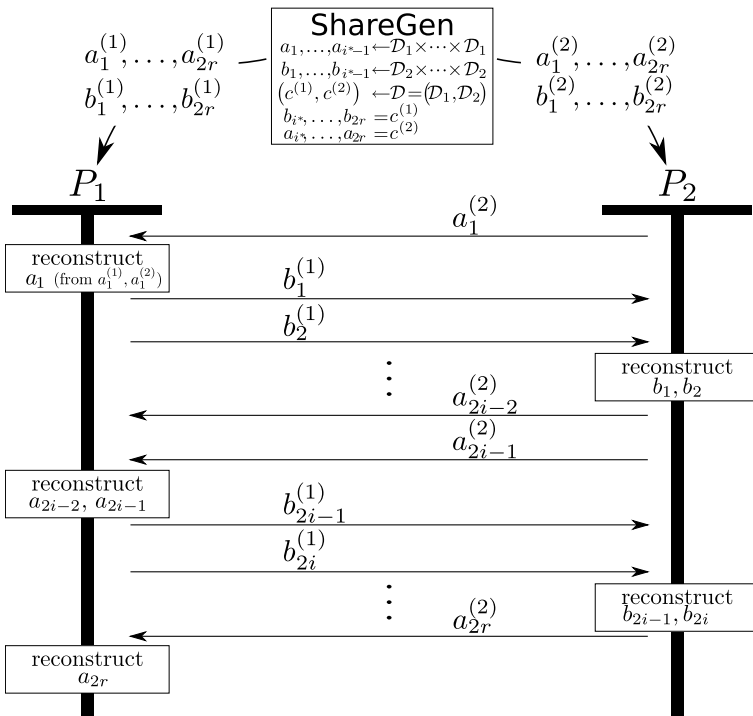 ShareGen
a_1,...,a_{i*-1} ← 𝒟_1×···×𝒟_1
b_1,...,b_{i*-1} ← 𝒟_2×···×𝒟_2
(c^{(1)}, c^{(2)}) ← 𝒟=(𝒟_1,𝒟_2)
b_{i*},...,b_{2r} = c^{(1)}
a_{i*},...,a_{2r} = c^{(2)}
a_1^{(1)},...,a_{2r}^{(1)}
b_1^{(1)},...,b_{2r}^{(1)}
a_1^{(2)},...,a_{2r}^{(2)}
b_1^{(2)},...,b_{2r}^{(2)}
P_1
P_2
a_1^{(2)}
reconstruct
a_1 (from a_1^{(1)}, a_1^{(2)})
b_1^{(1)}
b_2^{(1)}
reconstruct
b_1, b_2
⋮
a_{2i-2}^{(2)}
a_{2i-1}^{(2)}
reconstruct
a_{2i-2}, a_{2i-1}
b_{2i-1}^{(1)}
b_{2i}^{(1)}
reconstruct
b_{2i-1}, b_{2i}
⋮
a_{2r}^{(2)}
reconstruct
a_{2r}